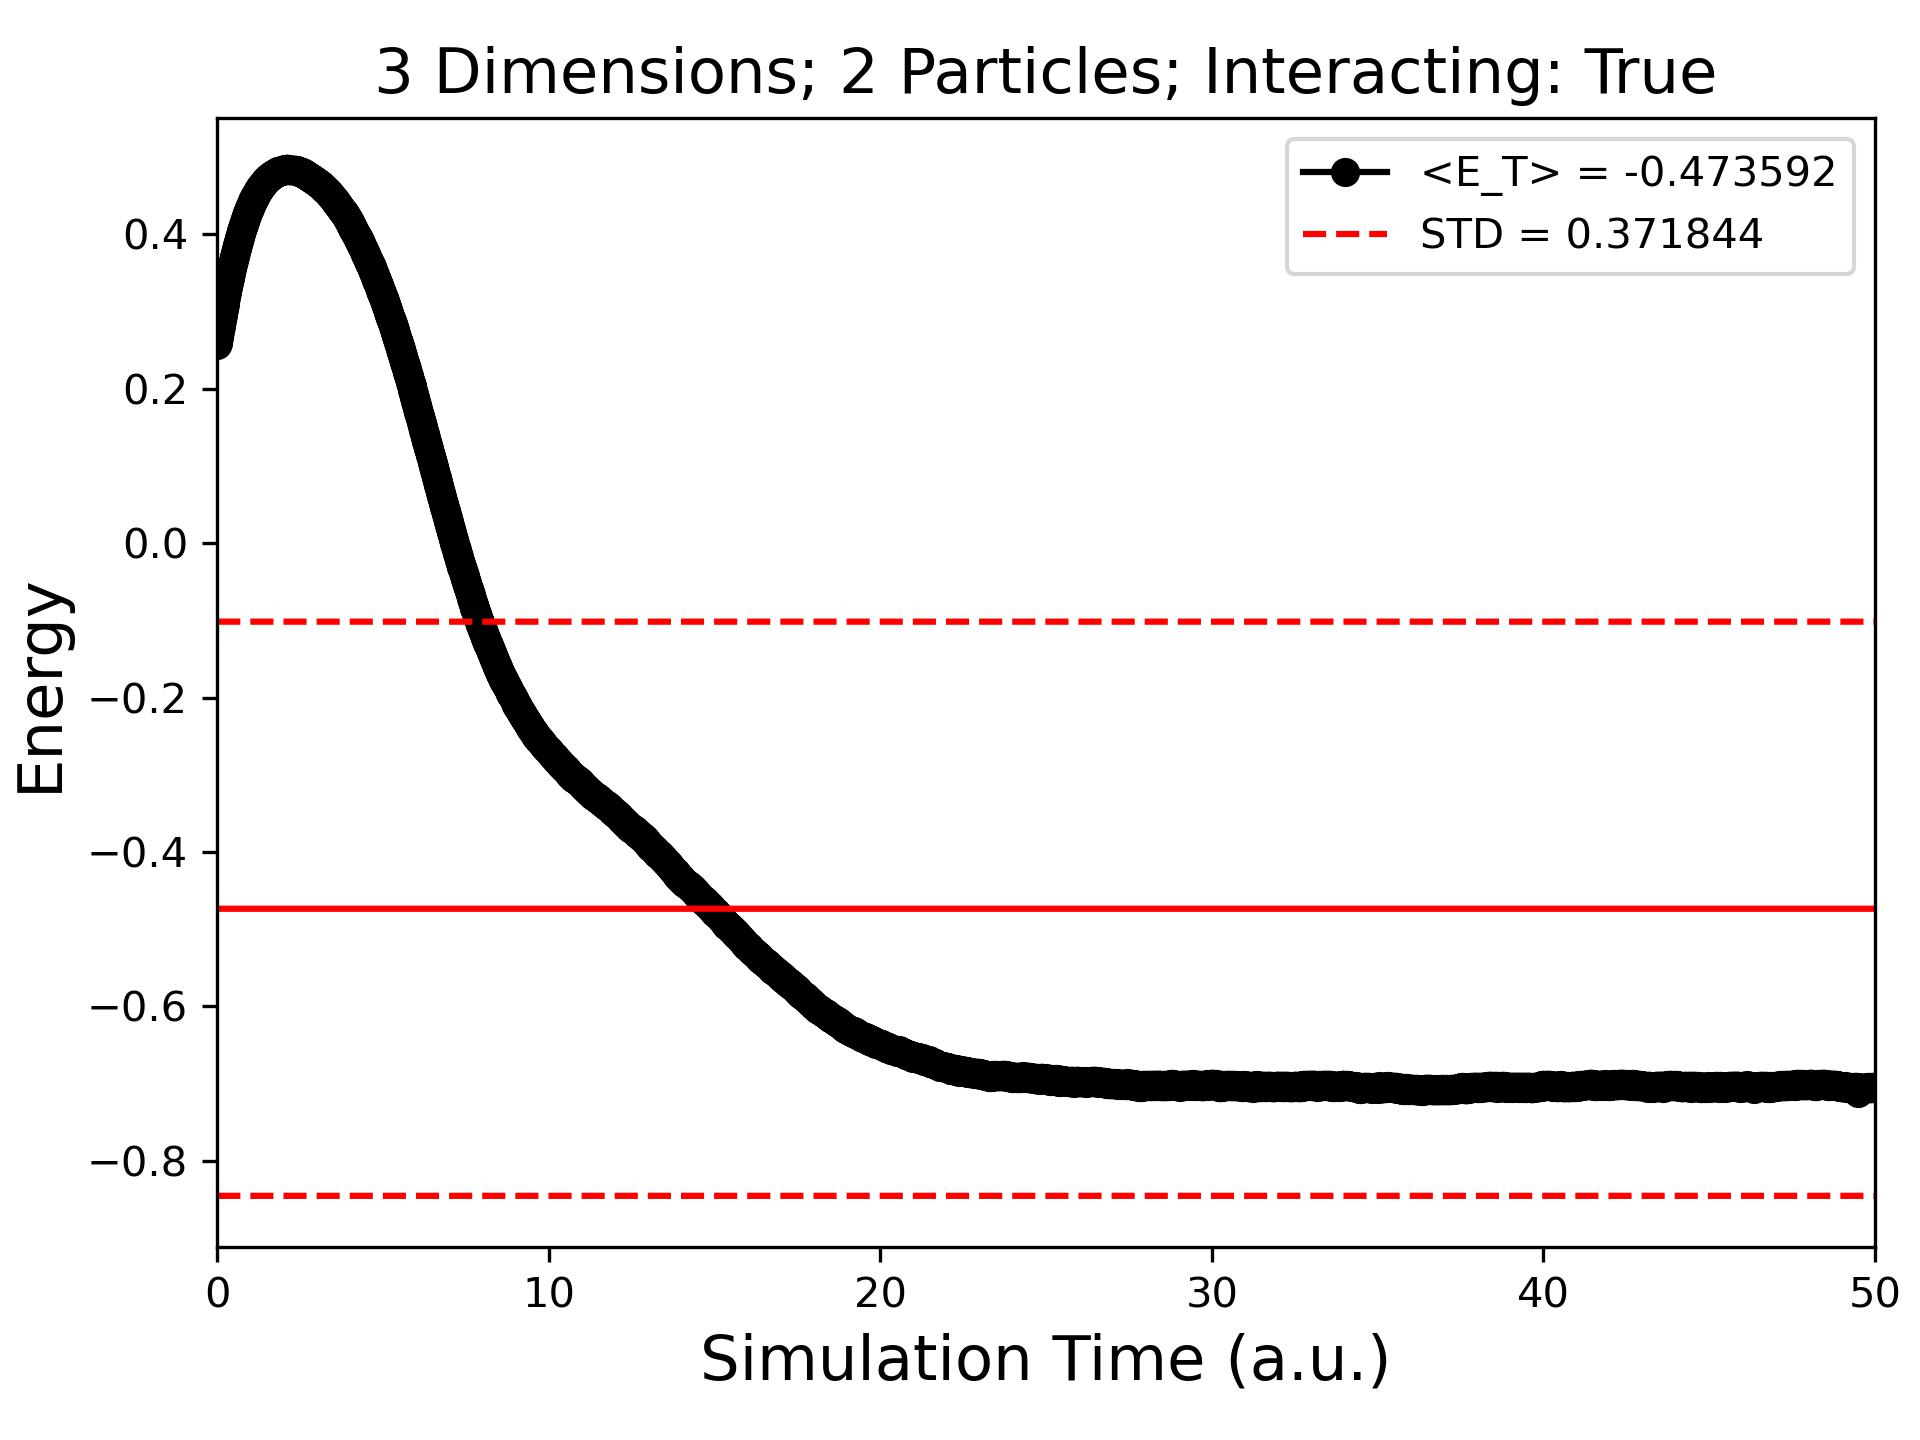 3 Dimensions; 2 Particles; Interacting: True
<E_T> = -0.473592
STD = 0.371844
Energy
0.4
0.2
0.0
−0.2
−0.4
−0.6
−0.8
0 10 20 30 40 50
Simulation Time (a.u.)